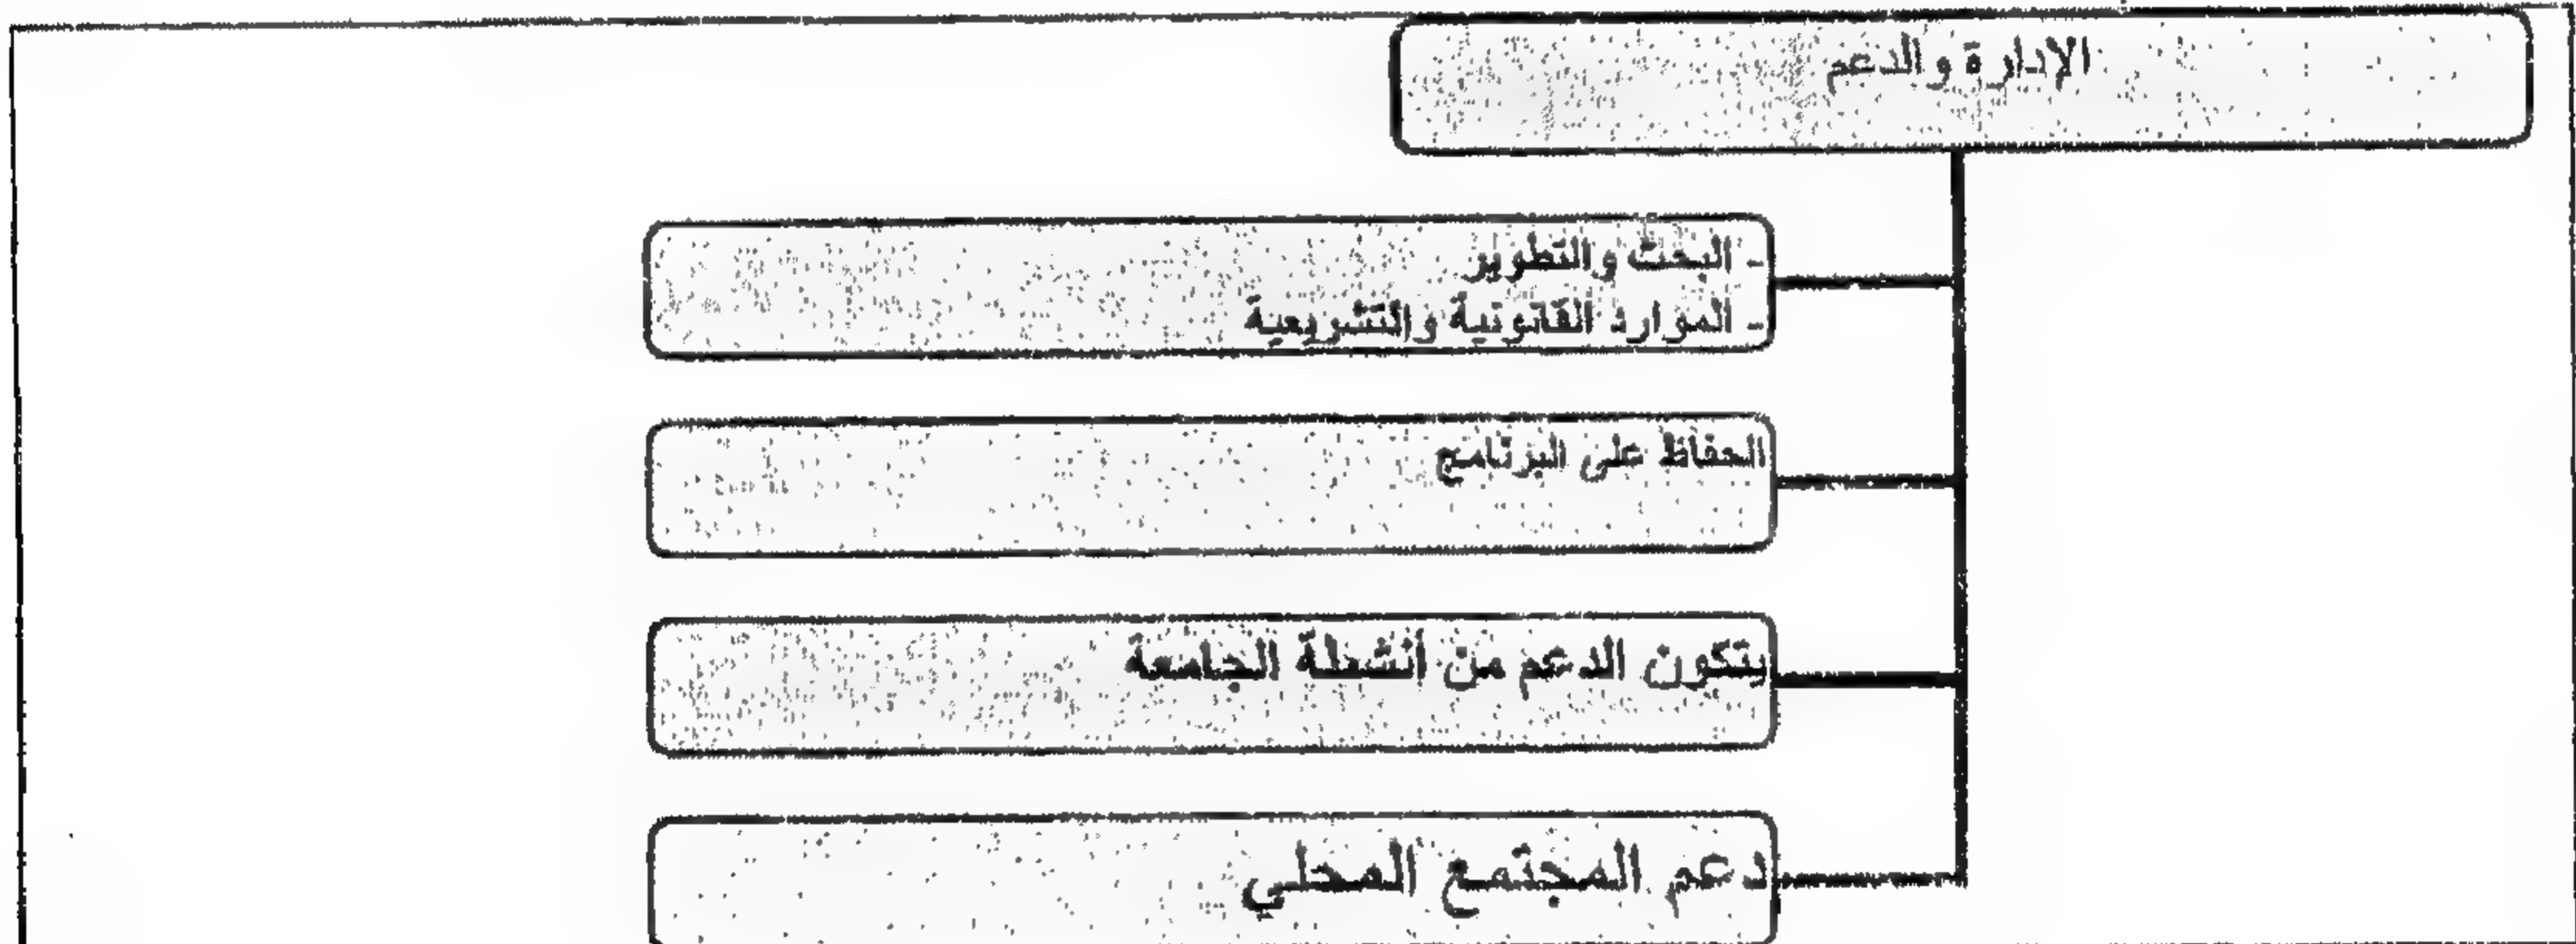 الإدارة والدعم
- البحث والتطوير
- الموارد القانونية والتشريعية
الحفاظ على البرنامج
يتكون الدعم من أنشطة الجامعة
دعم المجتمع المحلي